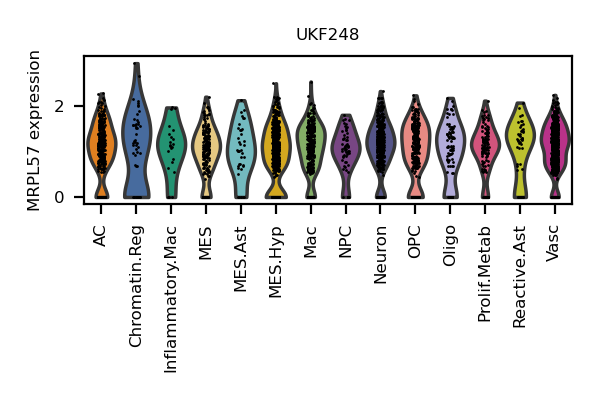 UKF248
MRPL57 expression
2
0
AC
Chromatin.Reg
Inflammatory.Mac
MES
MES.Ast
MES.Hyp
Mac
NPC
Neuron
OPC
Oligo
Prolif.Metab
Reactive.Ast
Vasc